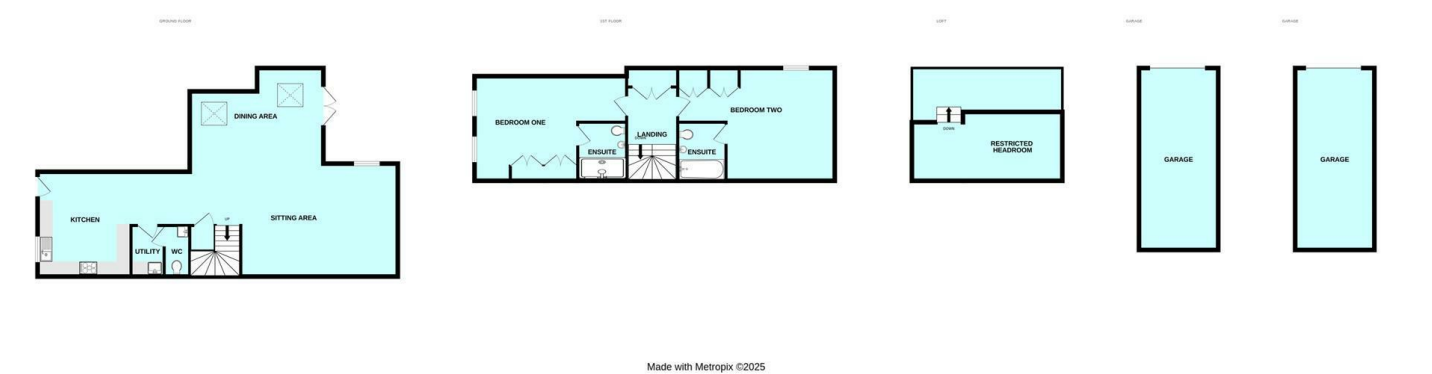 GROUND FLOOR
1ST FLOOR
LOFT
GARAGE
GARAGE
DINING AREA
KITCHEN
UP
SITTING AREA
UTILITY
WC
BEDROOM ONE
BEDROOM TWO
LANDING
DOWN
ENSUITE
ENSUITE
DOWN
RESTRICTED
HEADROOM
GARAGE
GARAGE
Made with Metropix ©2025